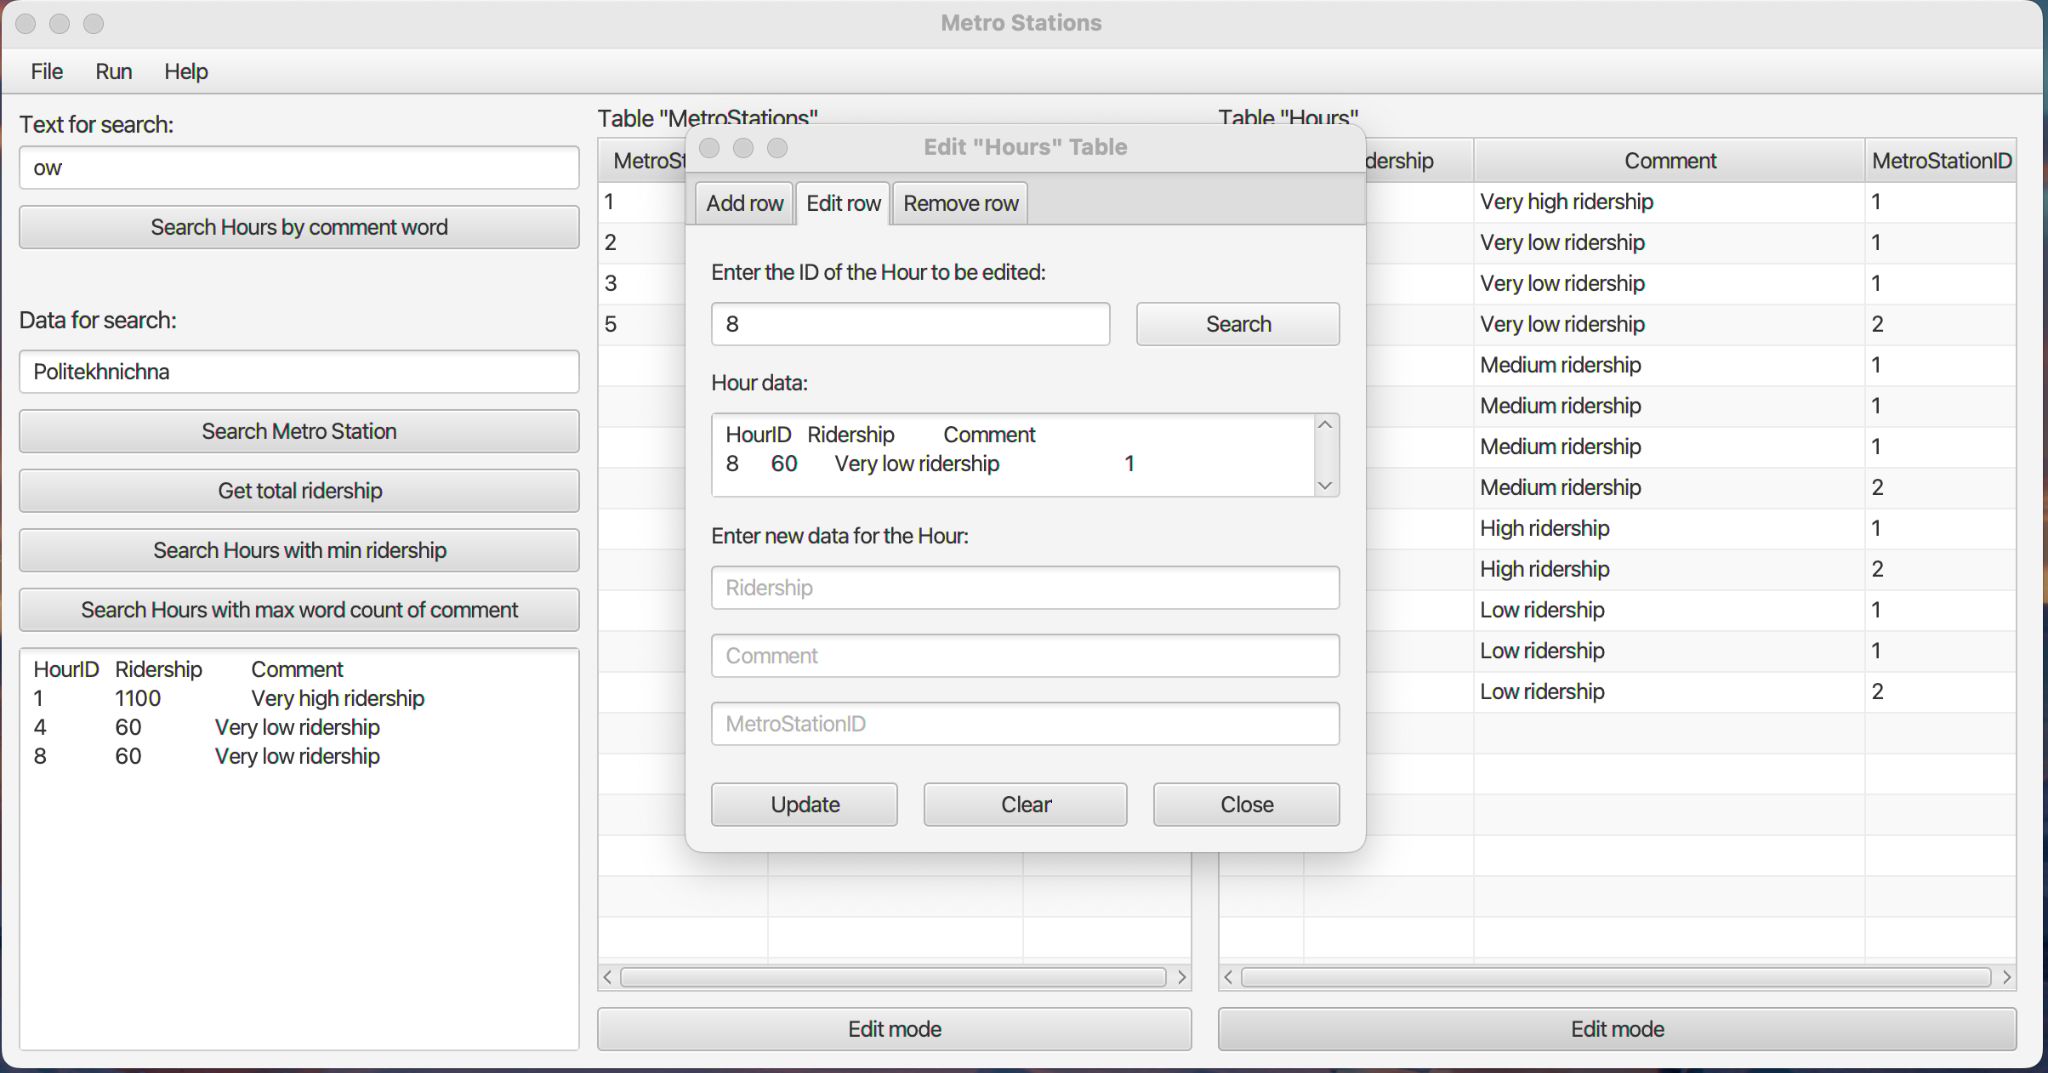 Metro Stations
File Run Help
Text for search:
ow
Search Hours by comment word
Data for search:
Politekhnichna
Search Metro Station
Get total ridership
Search Hours with min ridership
Search Hours with max word count of comment
HourID Ridership Comment
1 1100 Very high ridership
4 60 Very low ridership
8 60 Very low ridership
Table "MetroStations"
MetroSt
1
2
3
5
Edit mode
Edit "Hours" Table
Add row Edit row Remove row
Enter the ID of the Hour to be edited:
8 Search
Hour data:
HourID Ridership Comment
8 60 Very low ridership 1
Enter new data for the Hour:
Ridership
Comment
MetroStationID
Update Clear Close
Table "Hours"
dership Comment MetroStationID
Very high ridership 1
Very low ridership 1
Very low ridership 1
Very low ridership 2
Medium ridership 1
Medium ridership 1
Medium ridership 1
Medium ridership 2
High ridership 1
High ridership 2
Low ridership 1
Low ridership 1
Low ridership 2
Edit mode